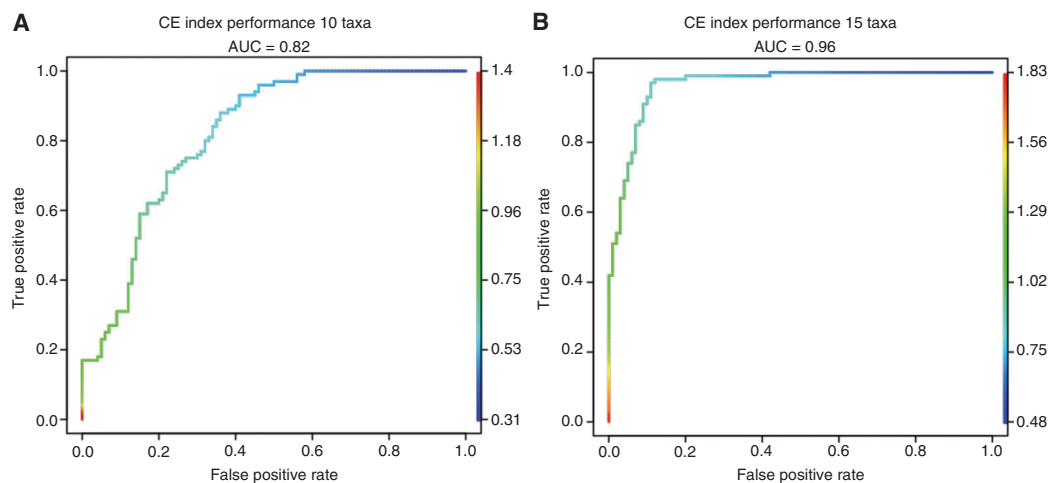 A
CE index performance 10 taxa
AUC = 0.82
True positive rate
1.0
0.8
0.6
0.4
0.2
0.0
0.0 0.2 0.4 0.6 0.8 1.0
False positive rate
1.4
1.18
0.96
0.75
0.53
0.31
B
CE index performance 15 taxa
AUC = 0.96
True positive rate
1.0
0.8
0.6
0.4
0.2
0.0
0.0 0.2 0.4 0.6 0.8 1.0
False positive rate
1.83
1.56
1.29
1.02
0.75
0.48